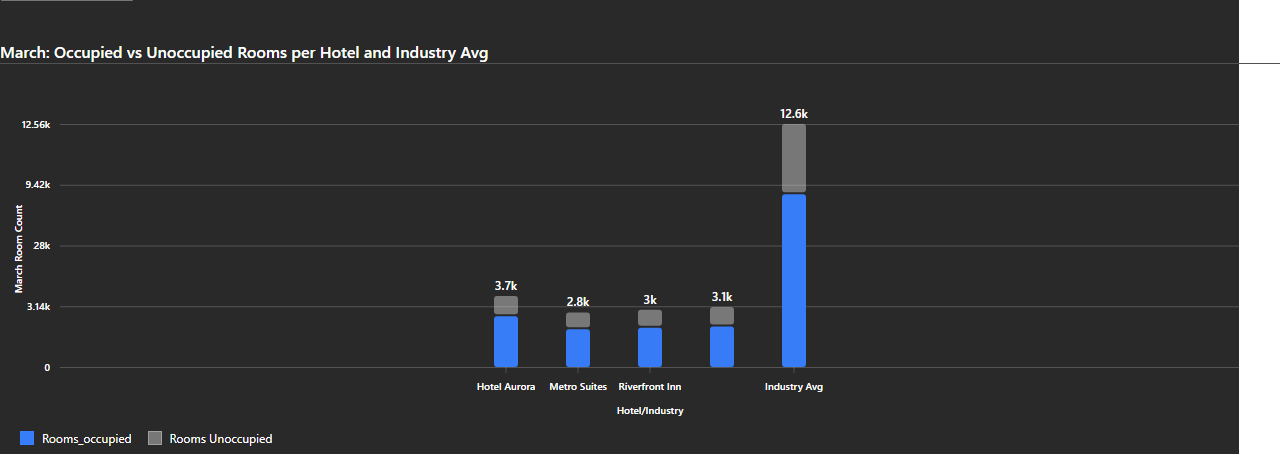 March: Occupied vs Unoccupied Rooms per Hotel and Industry Avg
12.6k
12.56k
9.42k
28k
3.14k
0
March Room Count
3.7k
2.8k
3k
3.1k
Hotel Aurora
Metro Suites
Riverfront Inn
Industry Avg
Hotel/Industry
Rooms_occupied
Rooms Unoccupied